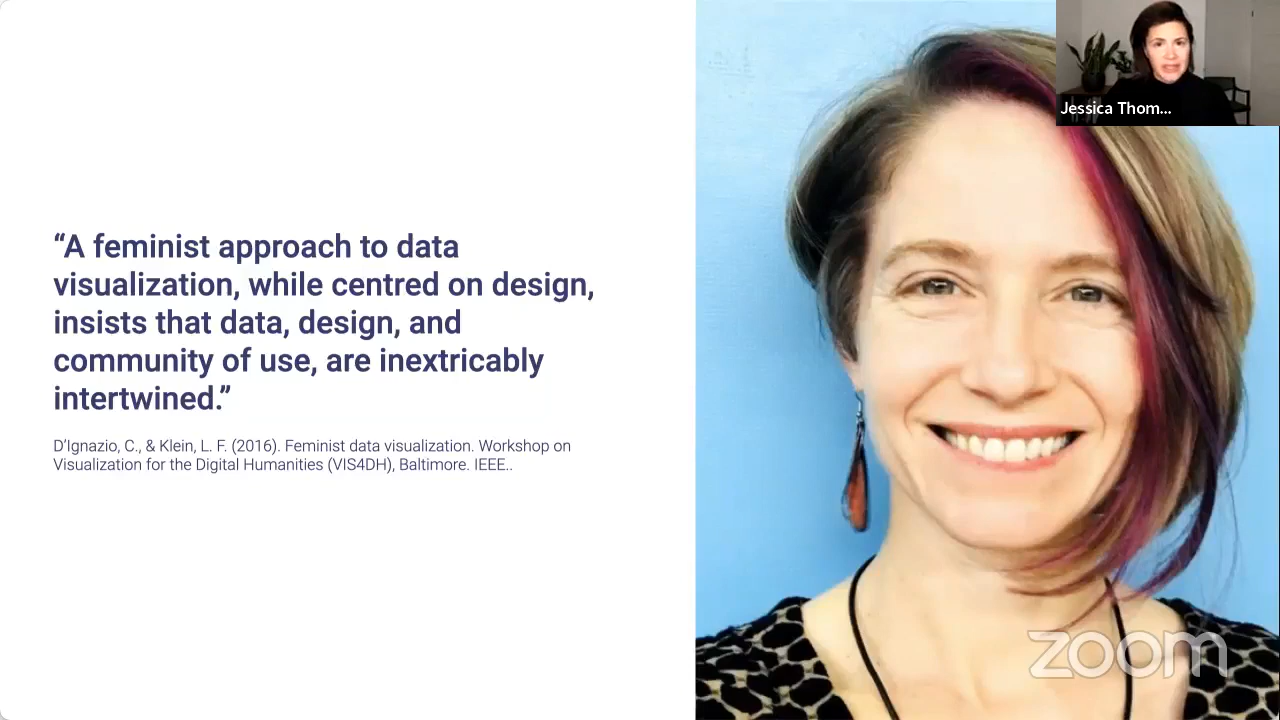 “A feminist approach to data
visualization, while centred on design,
insists that data, design, and
community of use, are inextricably
intertwined.”
D’Ignazio, C., & Klein, L. F. (2016). Feminist data visualization. Workshop on
Visualization for the Digital Humanities (VIS4DH), Baltimore. IEEE..
Jessica Thom...
zoom